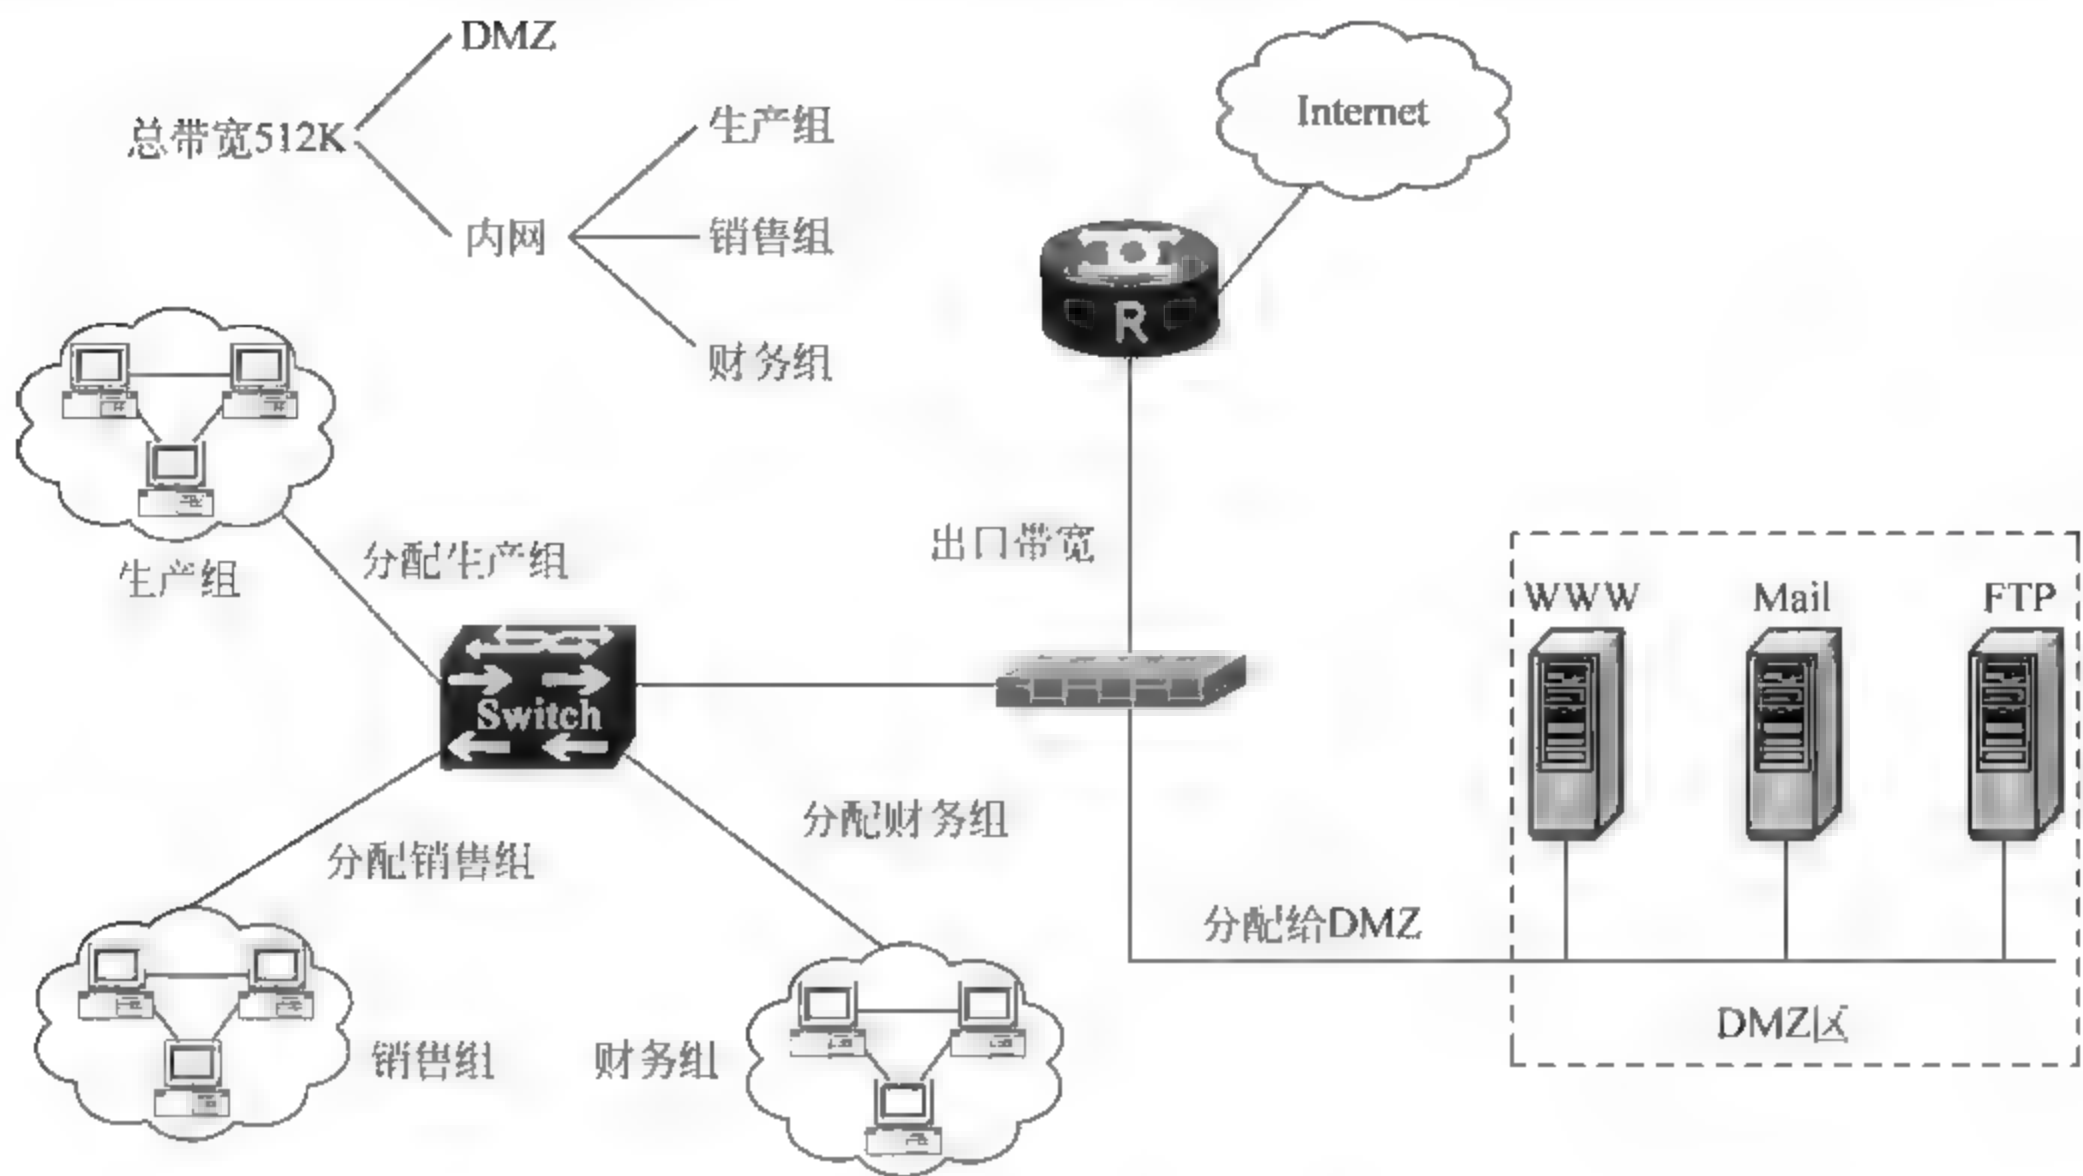 DMZ
总带宽512K
内网
生产组
销售组
财务组
Internet
R
生产组
分配生产组
出口带宽
WWW
Mail
FTP
Switch
分配财务组
分配销售组
分配给DMZ
销售组
财务组
DMZ区